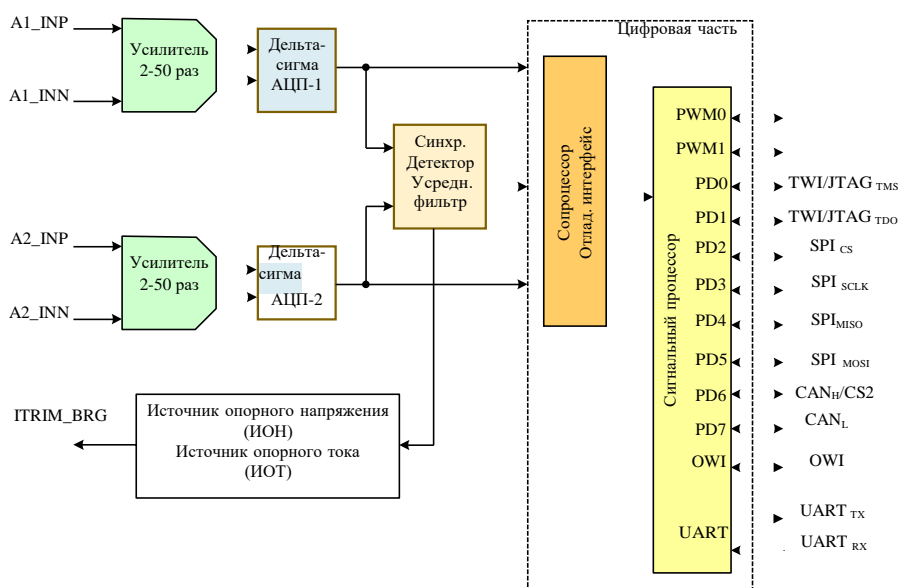 Цифровая часть
A1_INP
A1_INN
Усилитель
2-50 раз
Дельта-
сигма
АЦП-1
Синхр.
Детектор
Усредн.
фильтр
A2_INP
A2_INN
Усилитель
2-50 раз
Дельта-
сигма
АЦП-2
ITRIM_BRG
Источник опорного напряжения
(ИОН)
Источник опорного тока
(ИОТ)
Сопроцессор
Отлад. интерфейс
Сигнальный процессор
PWM0
PWM1
PD0
PD1
PD2
PD3
PD4
PD5
PD6
PD7
OWI
UART
TWI/JTAG TMS
TWI/JTAG TDO
SPI CS
SPI SCLK
SPI MISO
SPI MOSI
CANH/CS2
CANL
OWI
UART TX
UART RX